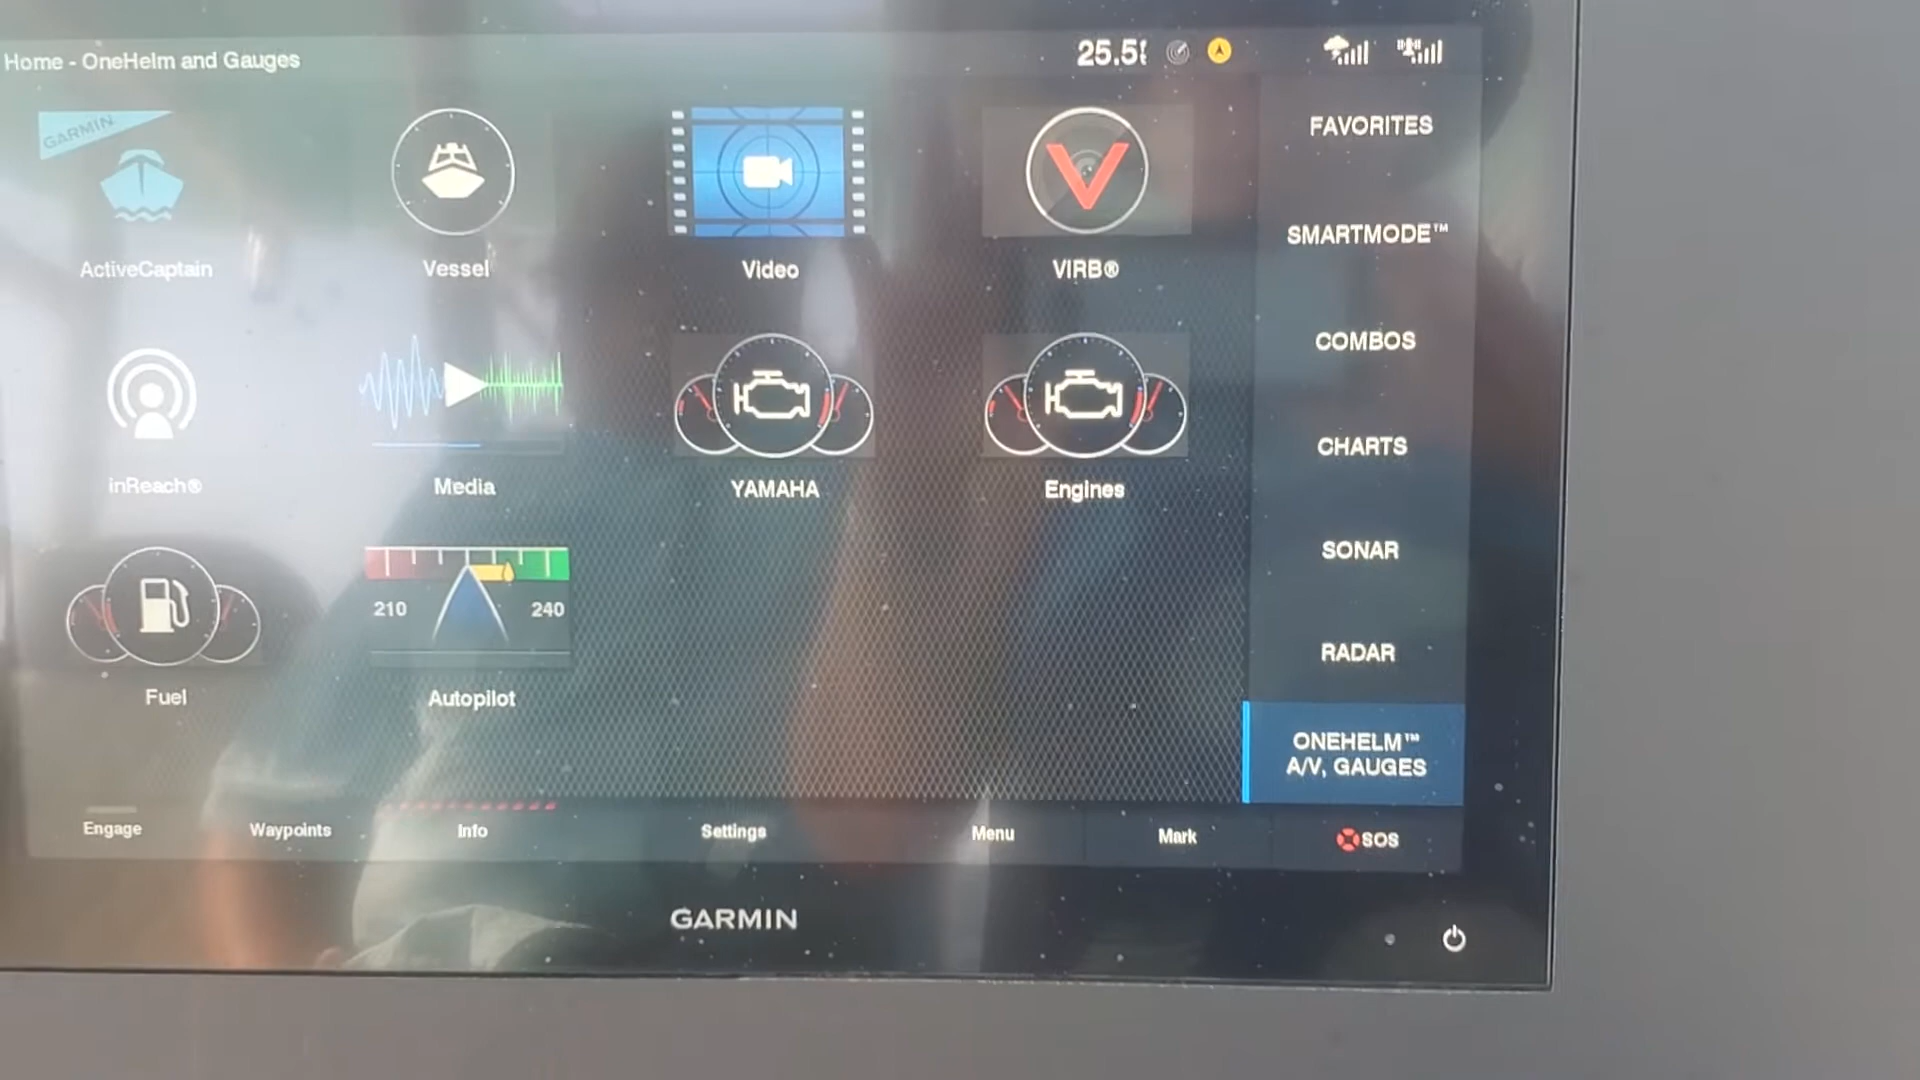 Home - OneHelm and Gauges
25.5ft
GARMIN
ActiveCaptain
Vessel
Video
VIRB®
inReach®
Media
YAMAHA
Engines
210
240
Fuel
Autopilot
FAVORITES
SMARTMODE™
COMBOS
CHARTS
SONAR
RADAR
ONEHELM™
A/V, GAUGES
Engage
Waypoints
Info
Settings
Menu
Mark
SOS
GARMIN